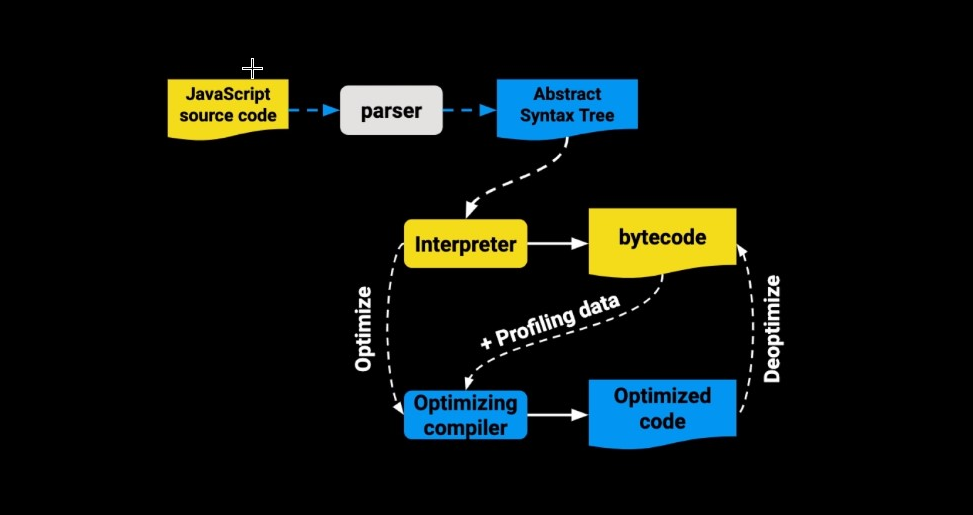 JavaScript
source code
parser
Abstract
Syntax Tree
Interpreter
bytecode
Optimize
+ Profiling data
Deoptimize
Optimizing
compiler
Optimized
code